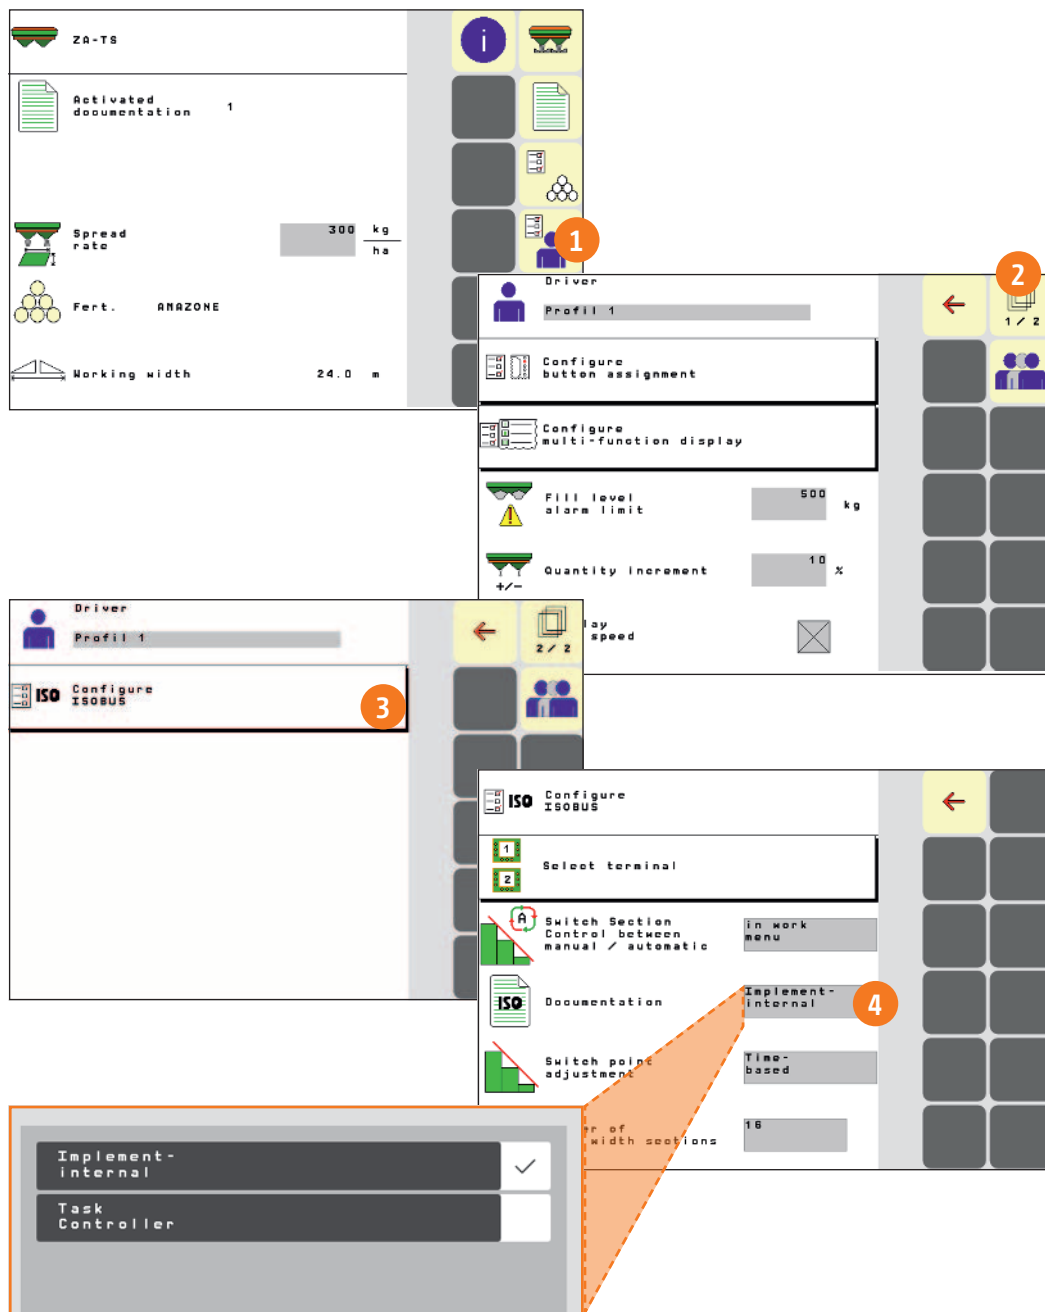 ZA-TS
i
Activated
documentation 1
Spread
rate
300 kg
ha
Fert. AMAZONE
Working width 24.0 m
1
2
Driver
Profil 1
1 / 2
Configure
button assignment
Configure
multi-function display
Fill level
alarm limit
500 kg
+/-
Quantity increment
10 %
lay
speed
Driver
Profil 1
2 / 2
ISO
Configure
ISOBUS
3
ISO
Configure
ISOBUS
1
2
Select terminal
A
Switch Section
Control between
manual / automatic
in work
menu
ISO
Documentation
Implement-
internal
4
Switch point
adjustment
Time-
based
er of
width sections
16
Implement-
internal
Task
Controller